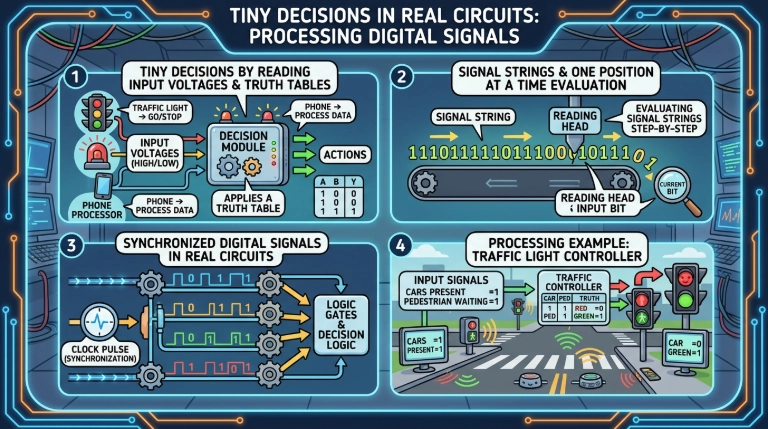 TINY DECISIONS IN REAL CIRCUITS:
PROCESSING DIGITAL SIGNALS
1
TINY DECISIONS BY READING
INPUT VOLTAGES & TRUTH TABLES
TRAFFIC LIGHT
→ GO/STOP
PHONE →
PROCESS DATA
INPUT
VOLTAGES
(HIGH/LOW)
DECISION
MODULE
ACTIONS
PHONE
PROCESSOR
PHONE →
PROCESS DATA
APPLIES A
TRUTH TABLE
A B Y
1 0 0
1 0 0
1 1 1
2
SIGNAL STRINGS & ONE POSITION
AT A TIME EVALUATION
SIGNAL STRING
READING
HEAD
EVALUATING
SIGNAL STRINGS
STEP-BY-STEP
READING HEAD
INPUT BIT
CURRENT
BIT
3
SYNCHRONIZED DIGITAL SIGNALS
IN REAL CIRCUITS
CLOCK PULSE
(SYNCHRONIZATION)
LOGIC
GATES
&
DECISION
LOGIC
4
PROCESSING EXAMPLE:
TRAFFIC LIGHT CONTROLLER
INPUT SIGNALS
CARS PRESENT =1
PEDESTRIAN WAITING =1
TRAFFIC
CONTROLLER
CAR PED TRUTH
1 1 RED =0
PED 1 GREEN=1
CARS =1
PRESENT=1
CAR =0
GREEN=1